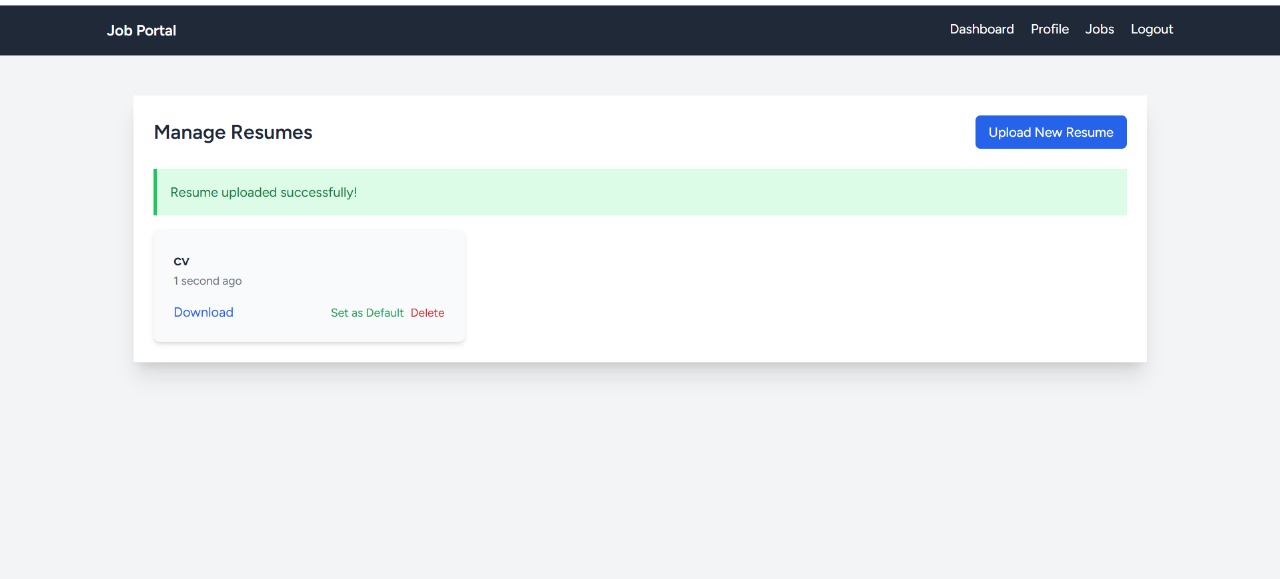 Job Portal Dashboard Profile Jobs Logout
Manage Resumes Upload New Resume
Resume uploaded successfully!
cv
1 second ago
Download Set as Default Delete